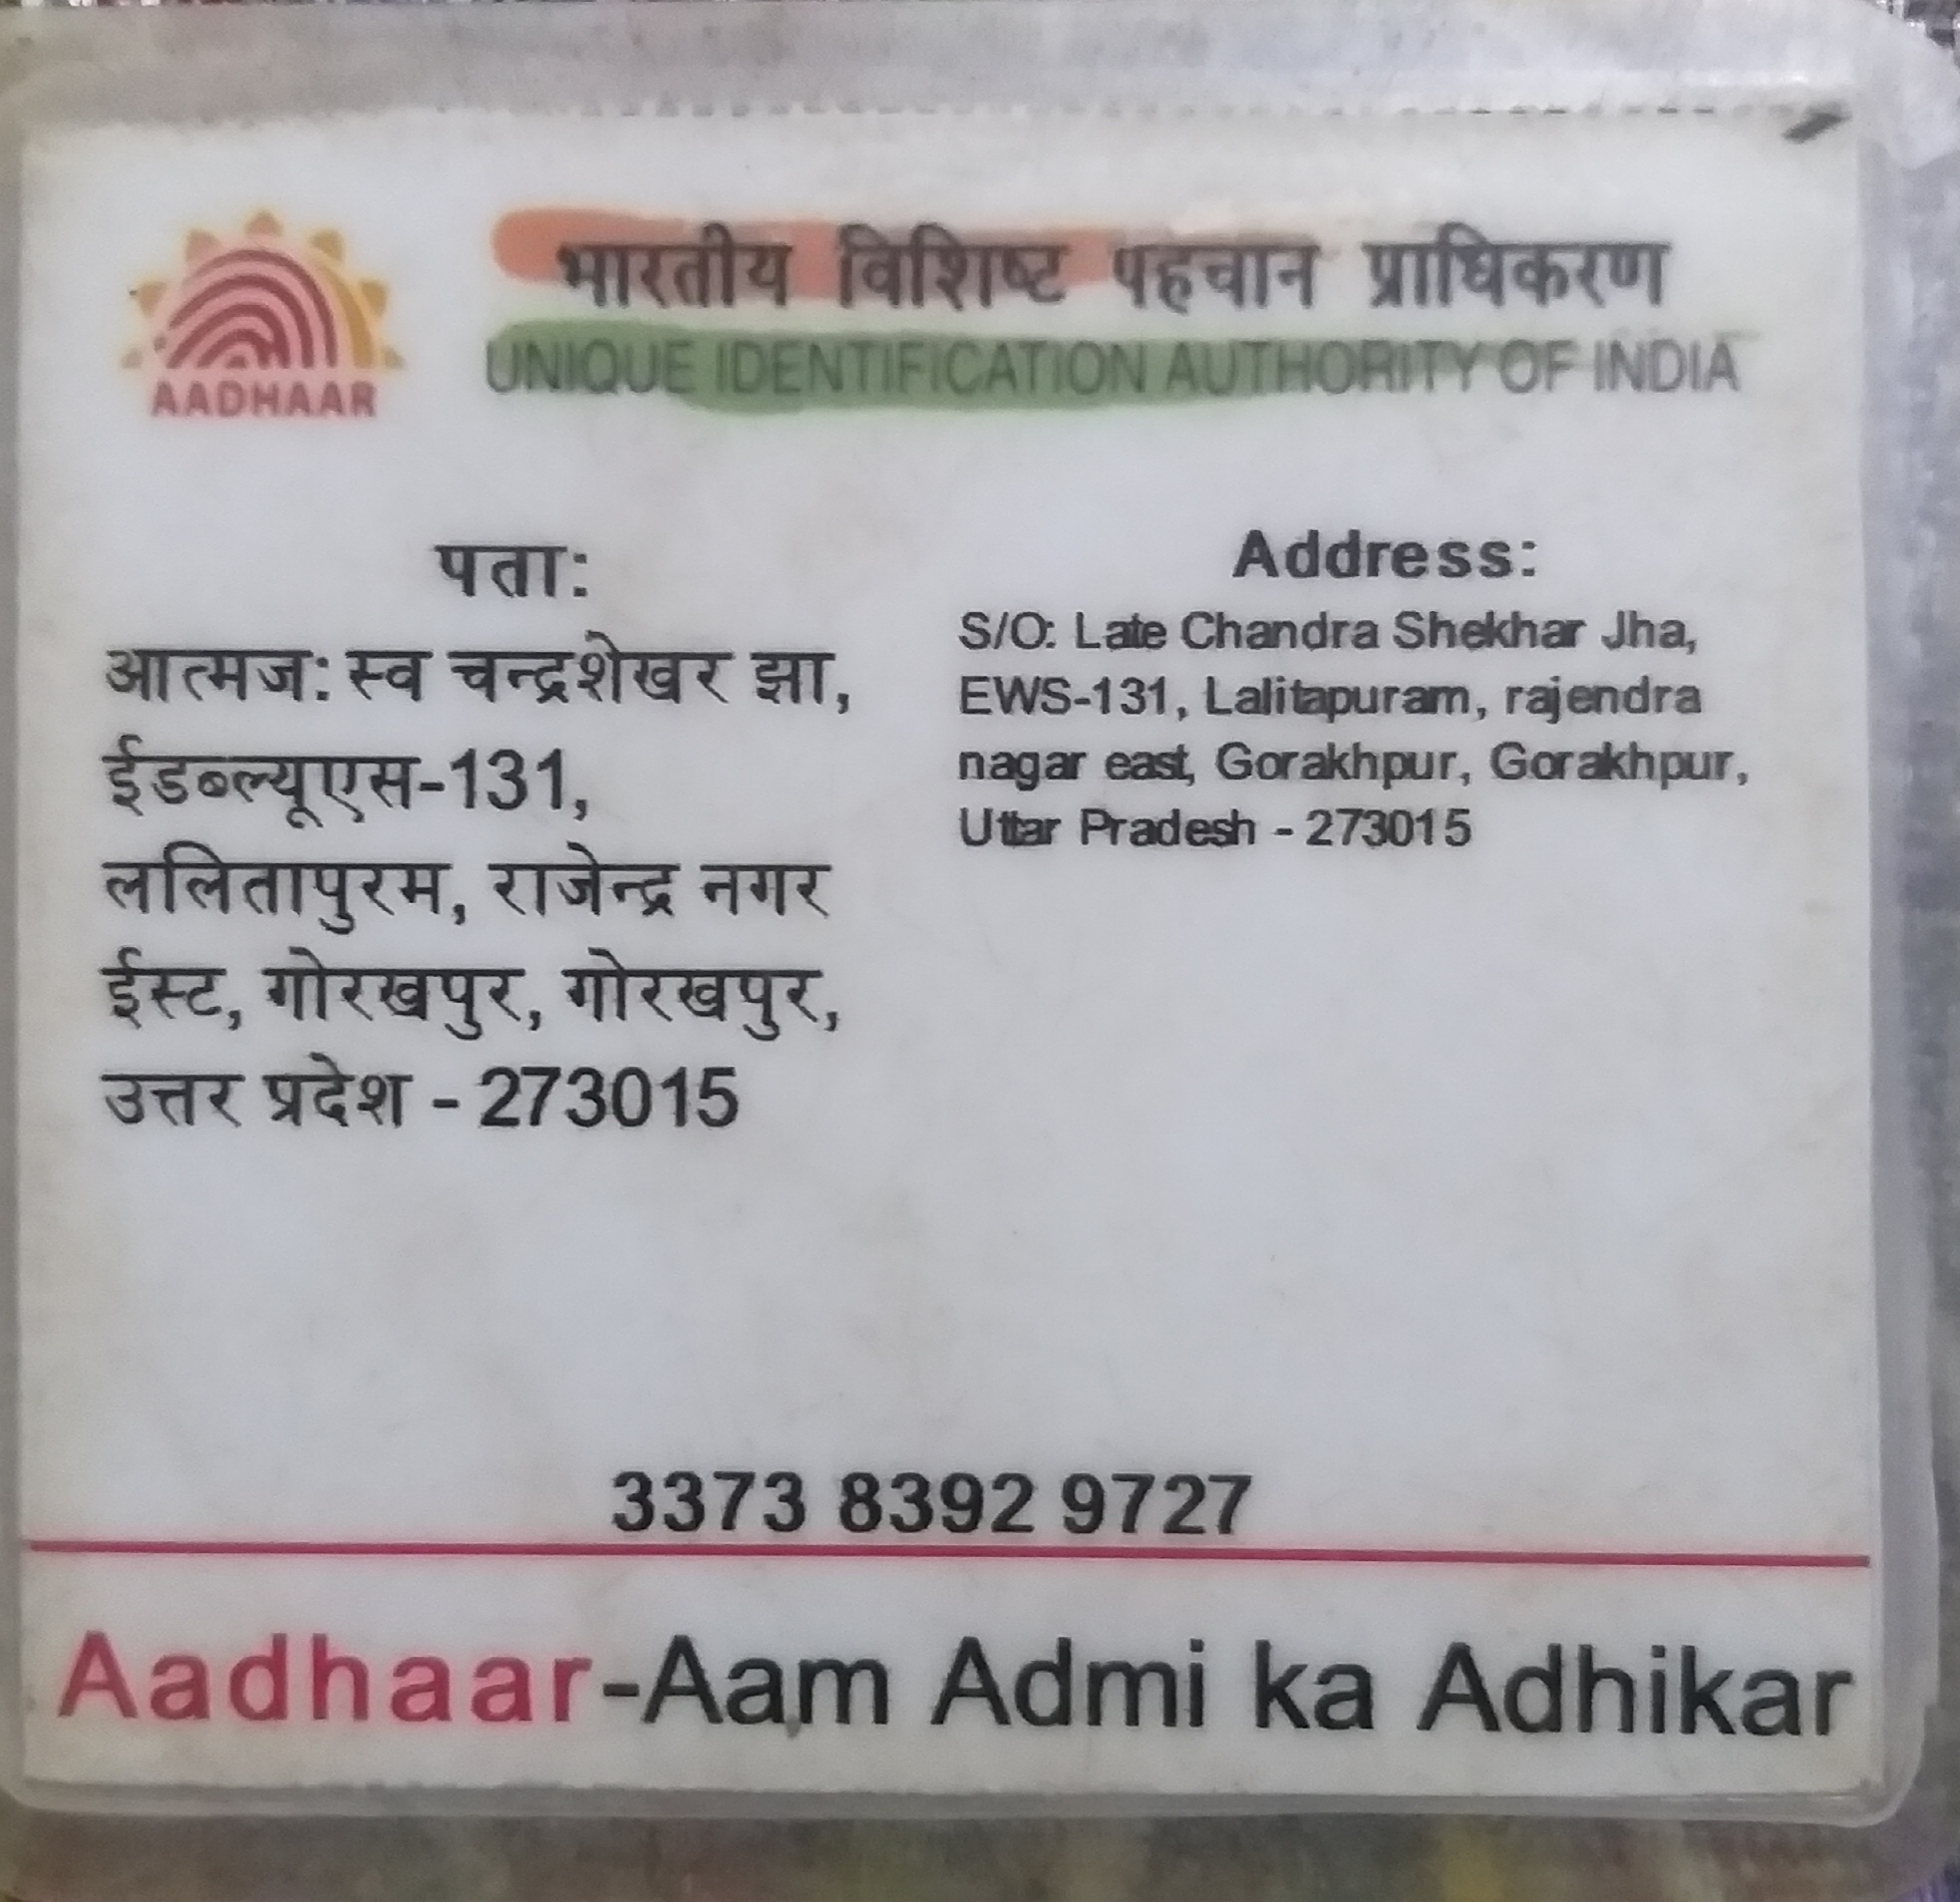 AADHAAR
भारतीय विशिष्ट पहचान प्राधिकरण
UNIQUE IDENTIFICATION AUTHORITY OF INDIA
पता:
आत्मज: स्व चन्द्रशेखर झा,
ईडब्ल्यूएस-131,
ललितापुरम, राजेन्द्र नगर
ईस्ट, गोरखपुर, गोरखपुर,
उत्तर प्रदेश - 273015
Address:
S/O: Late Chandra Shekhar Jha,
EWS-131, Lalitapuram, rajendra
nagar east, Gorakhpur, Gorakhpur,
Uttar Pradesh - 273015
3373 8392 9727
Aadhaar-Aam Admi ka Adhikar